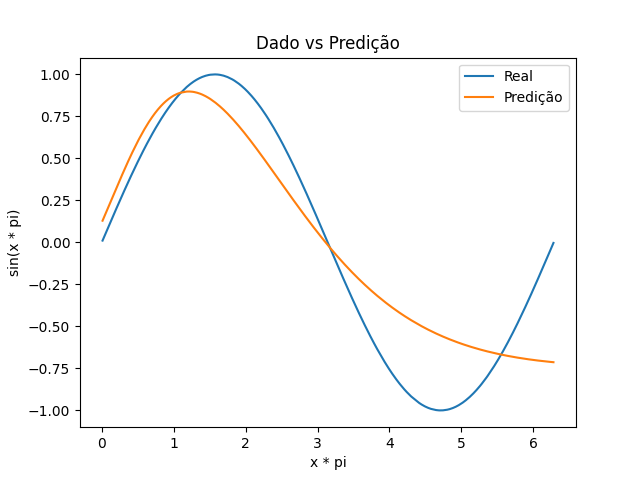 Dado vs Predição
Real
Predição
1.00
0.75
0.50
0.25
0.00
−0.25
−0.50
−0.75
−1.00
sin(x * pi)
0 1 2 3 4 5 6
x * pi